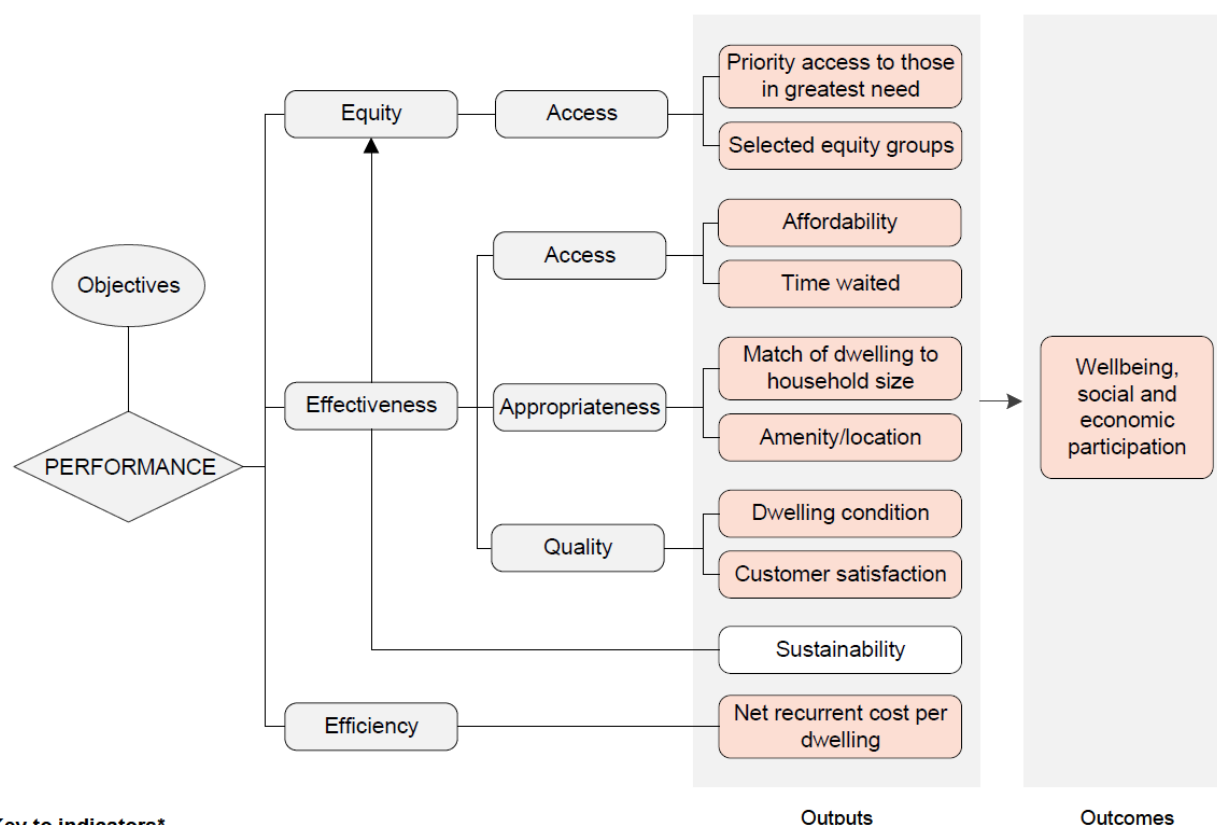 Priority access to those
in greatest need
Equity
Access
Selected equity groups
Affordability
Access
Time waited
Objectives
Match of dwelling to
household size
Effectiveness
Appropriateness
Amenity/location
Wellbeing,
social and
economic
participation
PERFORMANCE
Dwelling condition
Quality
Customer satisfaction
Sustainability
Efficiency
Net recurrent cost per
dwelling
Key to indicators*
Outputs
Outcomes